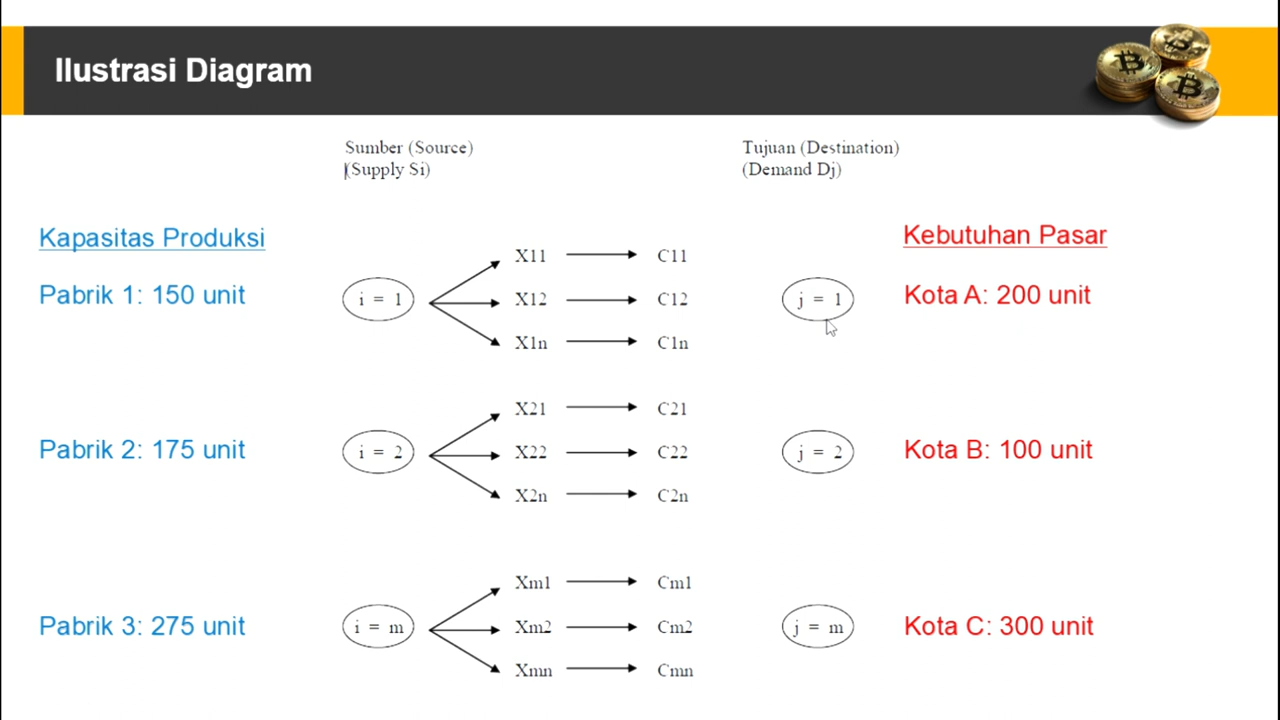 Ilustrasi Diagram
Sumber (Source)
(Supply Si)
Tujuan (Destination)
(Demand Dj)
Kapasitas Produksi
Kebutuhan Pasar
X11 C11
Pabrik 1: 150 unit i = 1 X12 C12 j = 1 Kota A: 200 unit
X1n C1n
X21 C21
Pabrik 2: 175 unit i = 2 X22 C22 j = 2 Kota B: 100 unit
X2n C2n
Xm1 Cm1
Pabrik 3: 275 unit i = m Xm2 Cm2 j = m Kota C: 300 unit
Xmn Cmn